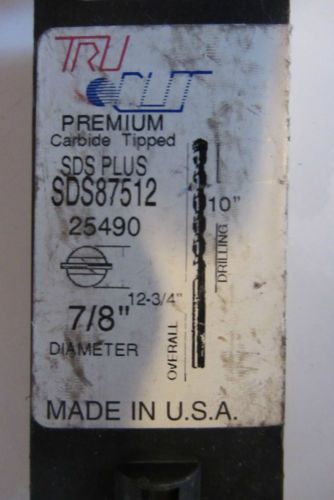 TRU
CUT
PREMIUM
Carbide Tipped
SDS PLUS
SDS87512
25490
10"
DRILLING
12-3/4"
OVERALL
7/8"
DIAMETER
MADE IN U.S.A.